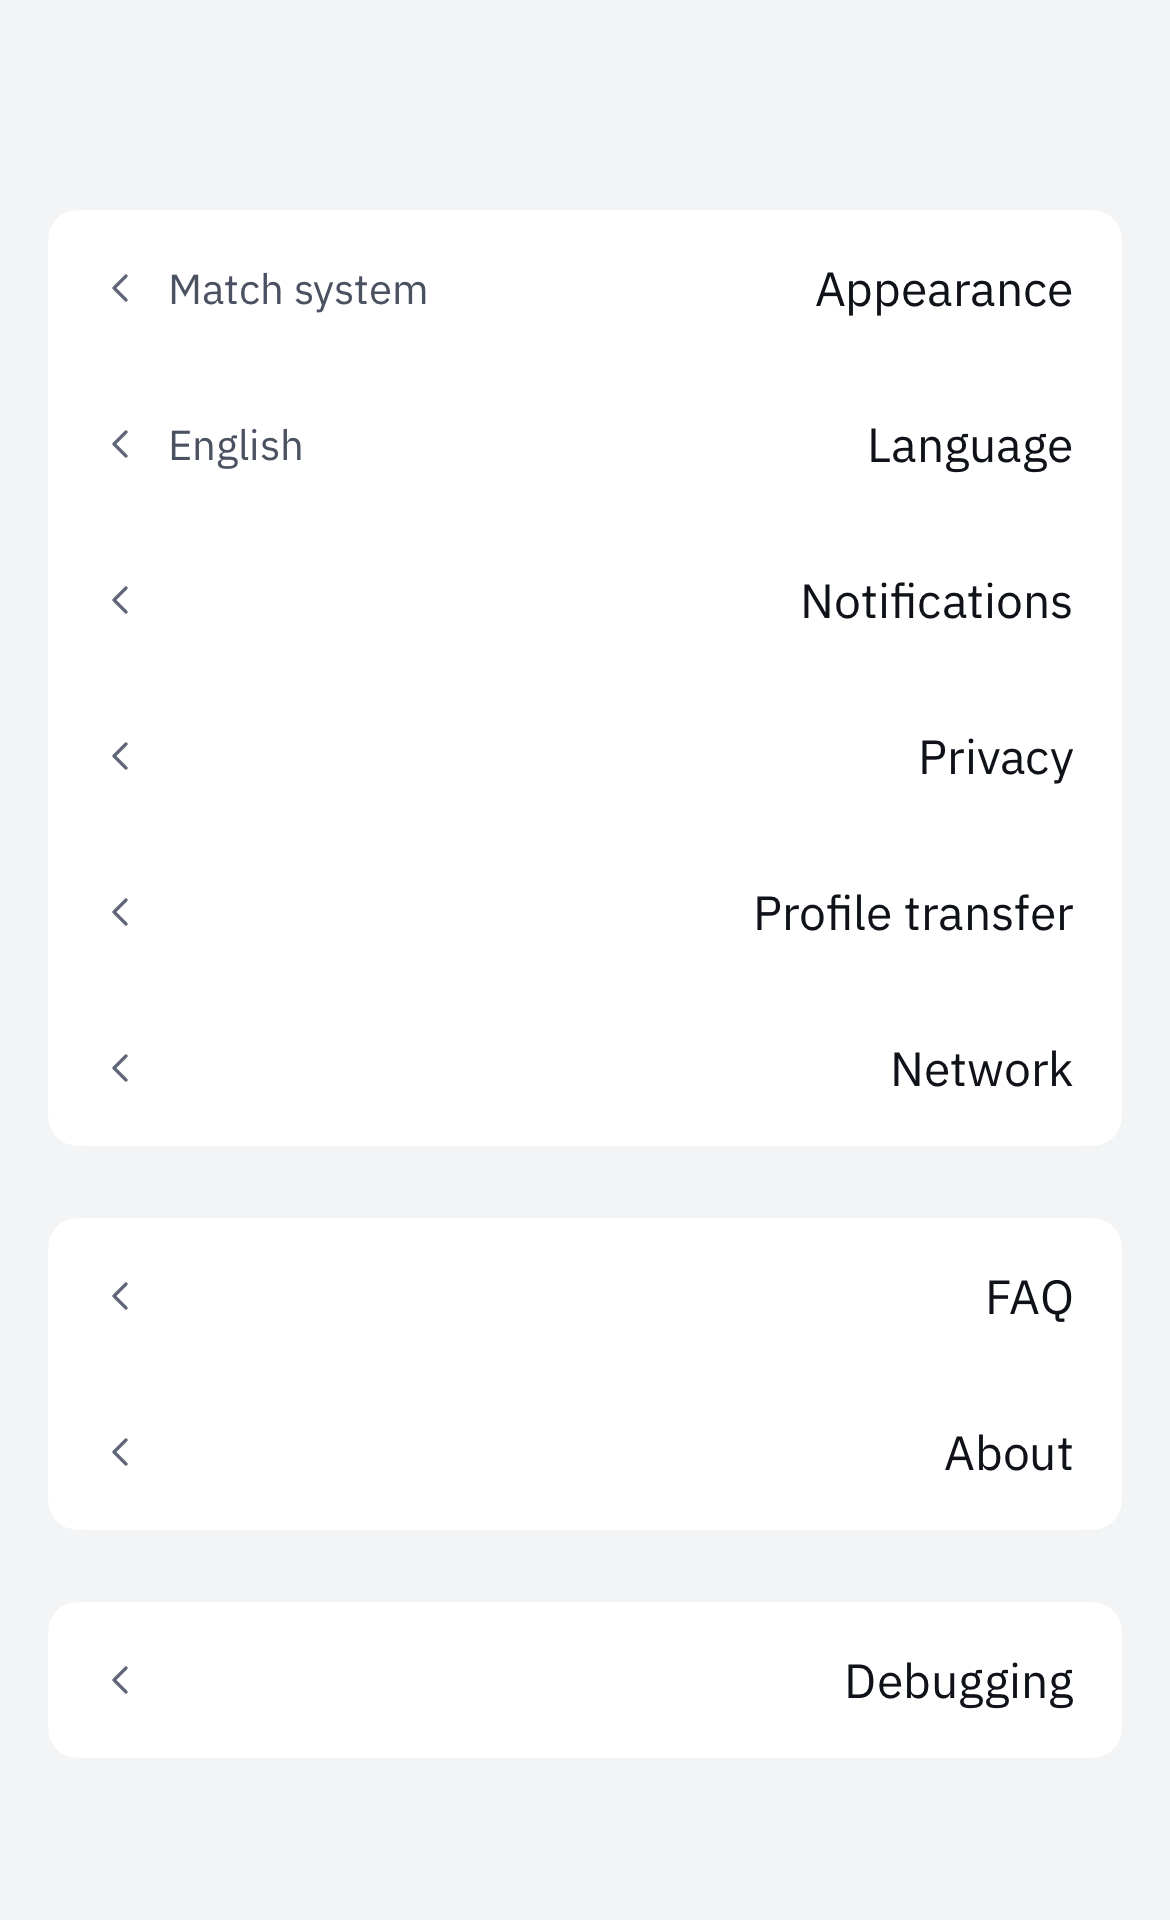 Appearance
Match system
Language
English
Notifications
Privacy
Profile transfer
Network
FAQ
About
Debugging